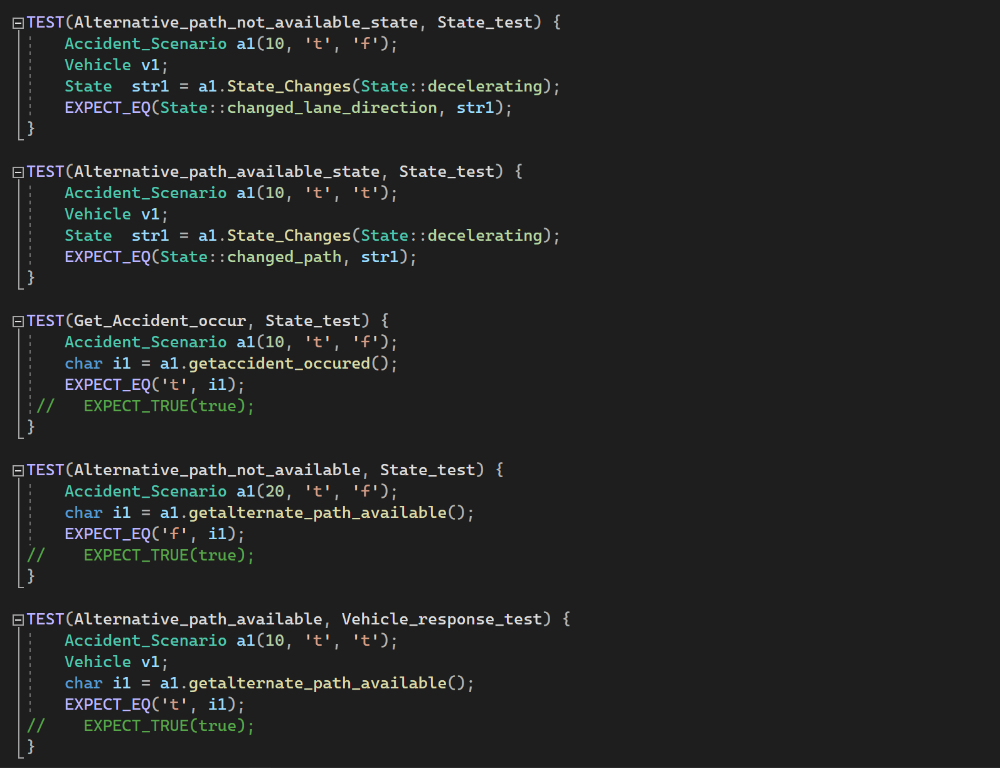 TEST(Alternative_path_not_available_state, State_test) {
    Accident_Scenario a1(10, 't', 'f');
    Vehicle v1;
    State  str1 = a1.State_Changes(State::decelerating);
    EXPECT_EQ(State::changed_lane_direction, str1);
}

TEST(Alternative_path_available_state, State_test) {
    Accident_Scenario a1(10, 't', 't');
    Vehicle v1;
    State  str1 = a1.State_Changes(State::decelerating);
    EXPECT_EQ(State::changed_path, str1);
}

TEST(Get_Accident_occur, State_test) {
    Accident_Scenario a1(10, 't', 'f');
    char i1 = a1.getaccident_occured();
    EXPECT_EQ('t', i1);
 //   EXPECT_TRUE(true);
}

TEST(Alternative_path_not_available, State_test) {
    Accident_Scenario a1(20, 't', 'f');
    char i1 = a1.getalternate_path_available();
    EXPECT_EQ('f', i1);
//    EXPECT_TRUE(true);
}

TEST(Alternative_path_available, Vehicle_response_test) {
    Accident_Scenario a1(10, 't', 't');
    Vehicle v1;
    char i1 = a1.getalternate_path_available();
    EXPECT_EQ('t', i1);
//    EXPECT_TRUE(true);
}